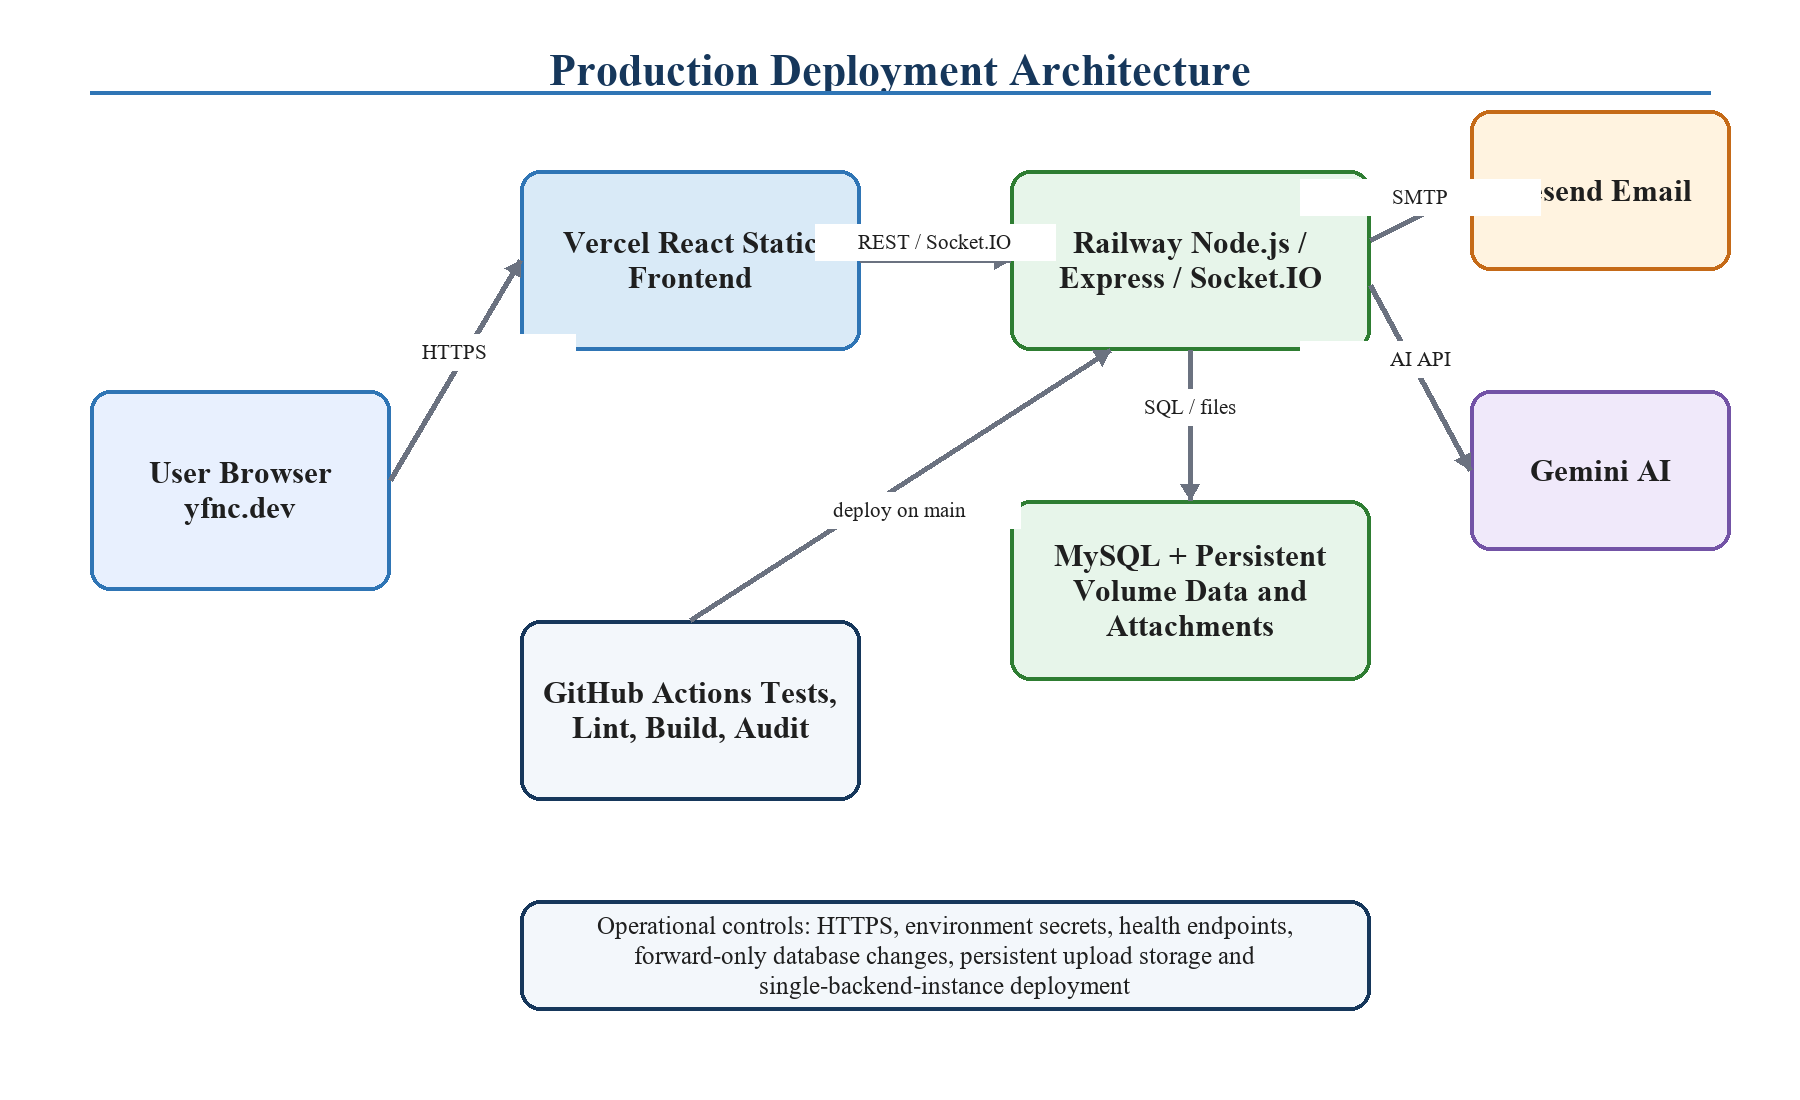 Production Deployment Architecture
Vercel React Static
Frontend
REST / Socket.IO
Railway Node.js /
Express / Socket.IO
SMTP
esend Email
HTTPS
AI API
User Browser
yfnc.dev
SQL / files
Gemini AI
deploy on main
MySQL + Persistent
Volume Data and
Attachments
GitHub Actions Tests,
Lint, Build, Audit
Operational controls: HTTPS, environment secrets, health endpoints,
forward-only database changes, persistent upload storage and
single-backend-instance deployment